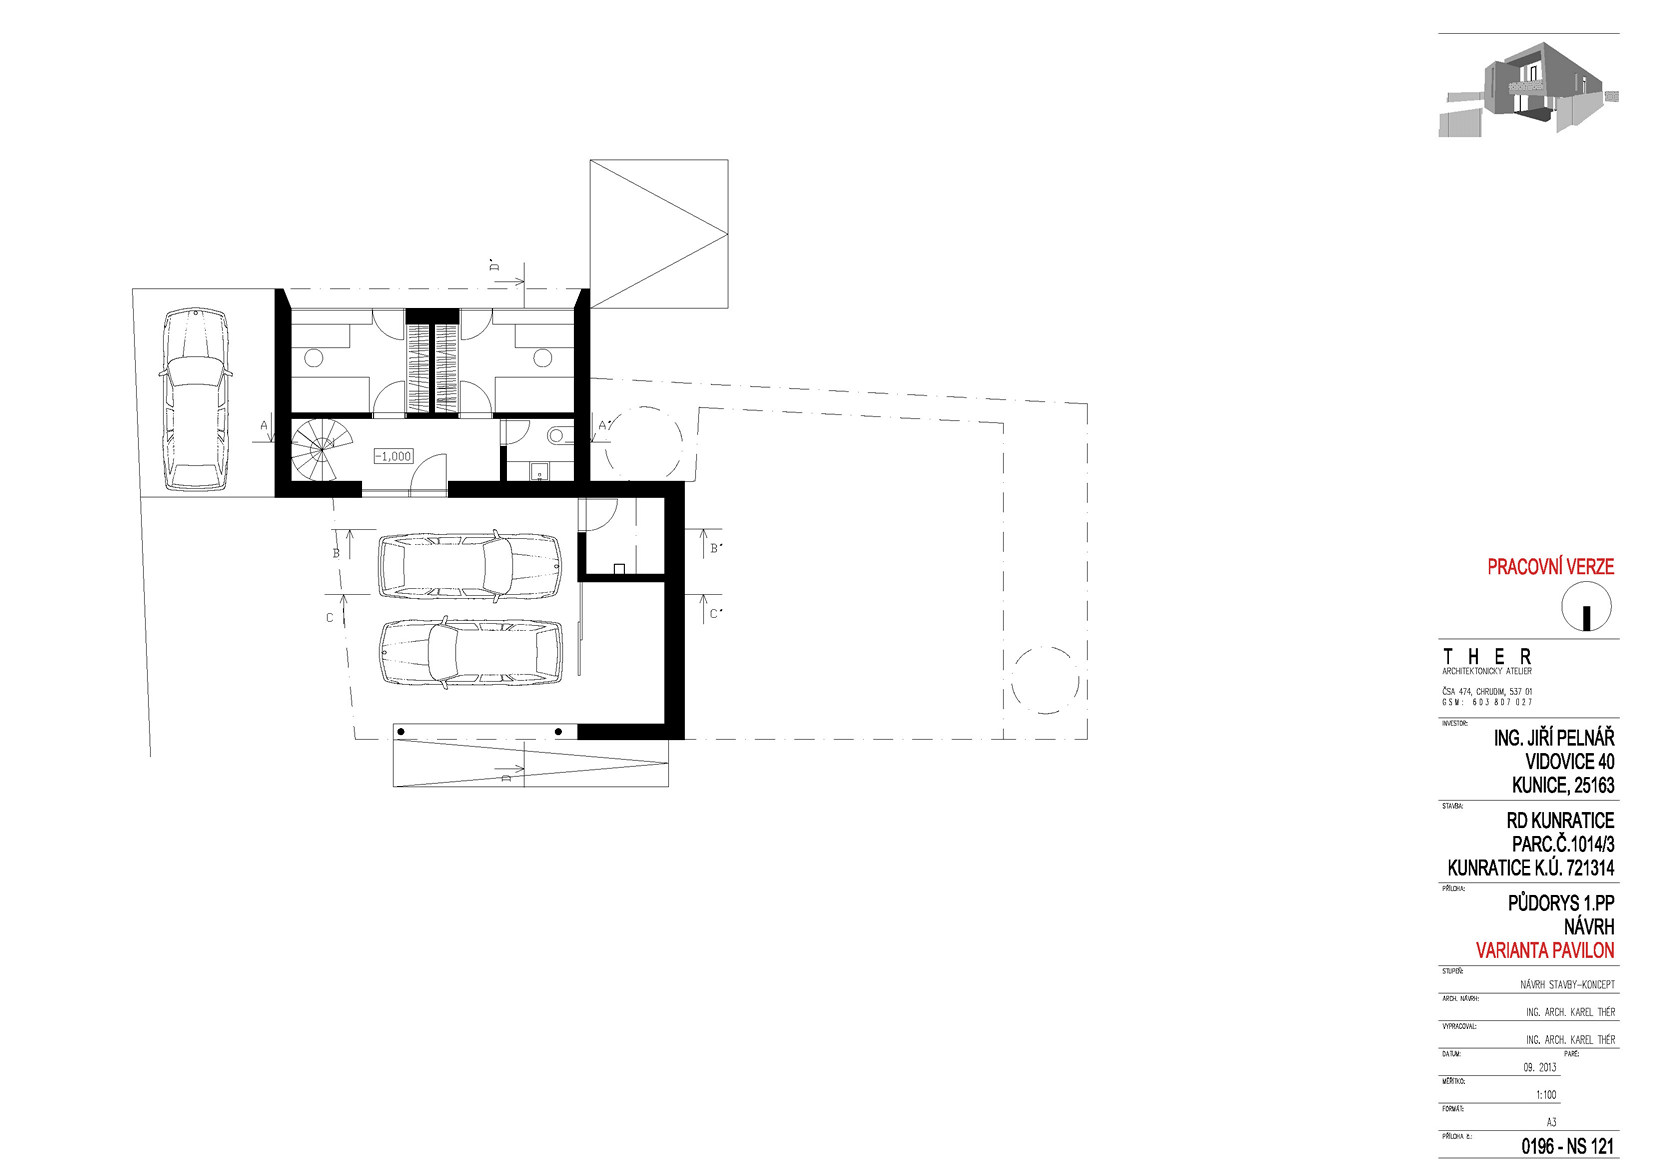 D'
A
A'
-1,000
B
B'
C
C'
D
PRACOVNÍ VERZE
THER
ARCHITEKTONICKÝ ATELIER
ČSA 474, CHRUDIM, 537 01
GSM: 603 807 027
INVESTOR:
ING. JIŘÍ PELNÁŘ
VIDOVICE 40
KUNICE, 25163
STAVBA:
RD KUNRATICE
PARC.Č.1014/3
KUNRATICE K.Ú. 721314
PŘÍLOHA:
PŮDORYS 1.PP
NÁVRH
VARIANTA PAVILON
STUPEŇ:
NÁVRH STAVBY-KONCEPT
ARCH. NÁVRH:
ING. ARCH. KAREL THÉR
VYPRACOVAL:
ING. ARCH. KAREL THÉR
DATUM: PARÉ:
09. 2013
MĚŘÍTKO:
1:100
FORMÁT:
A3
PŘÍLOHA Č.:
0196 - NS 121